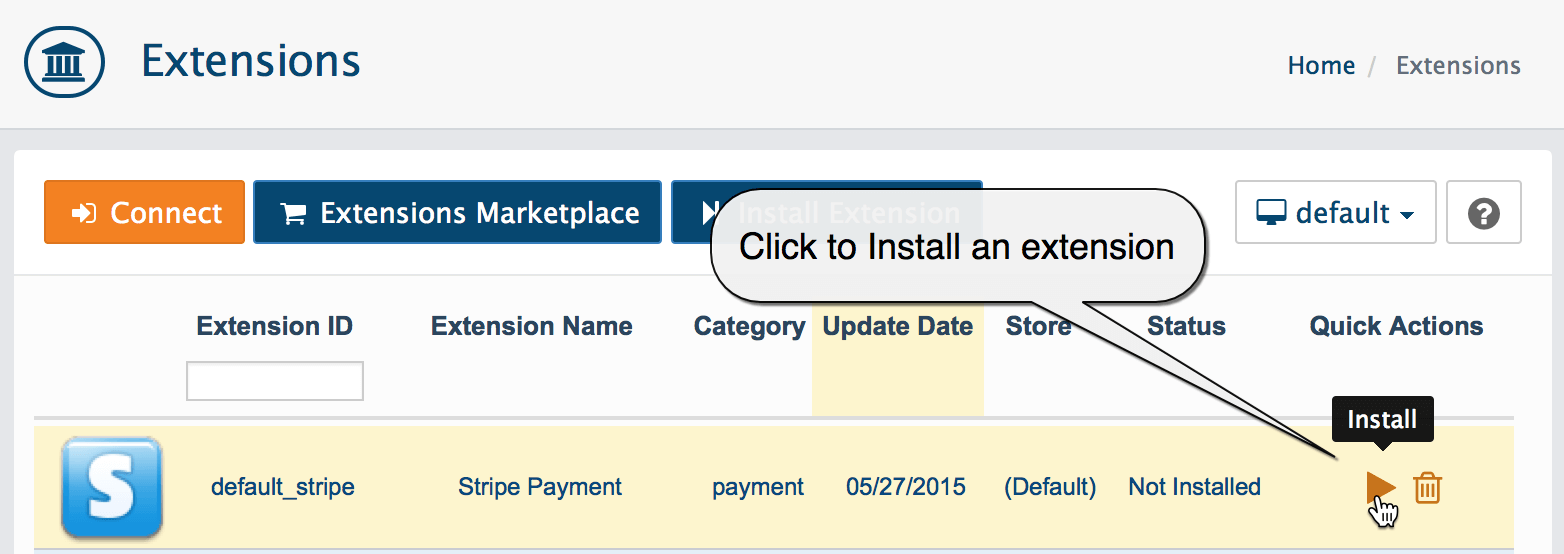 Extensions
Home / Extensions
Connect
Extensions Marketplace
Install Extension
default
?
Click to Install an extension
Extension ID
Extension Name
Category
Update Date
Store
Status
Quick Actions
Install
S
default_stripe
Stripe Payment
payment
05/27/2015
(Default)
Not Installed